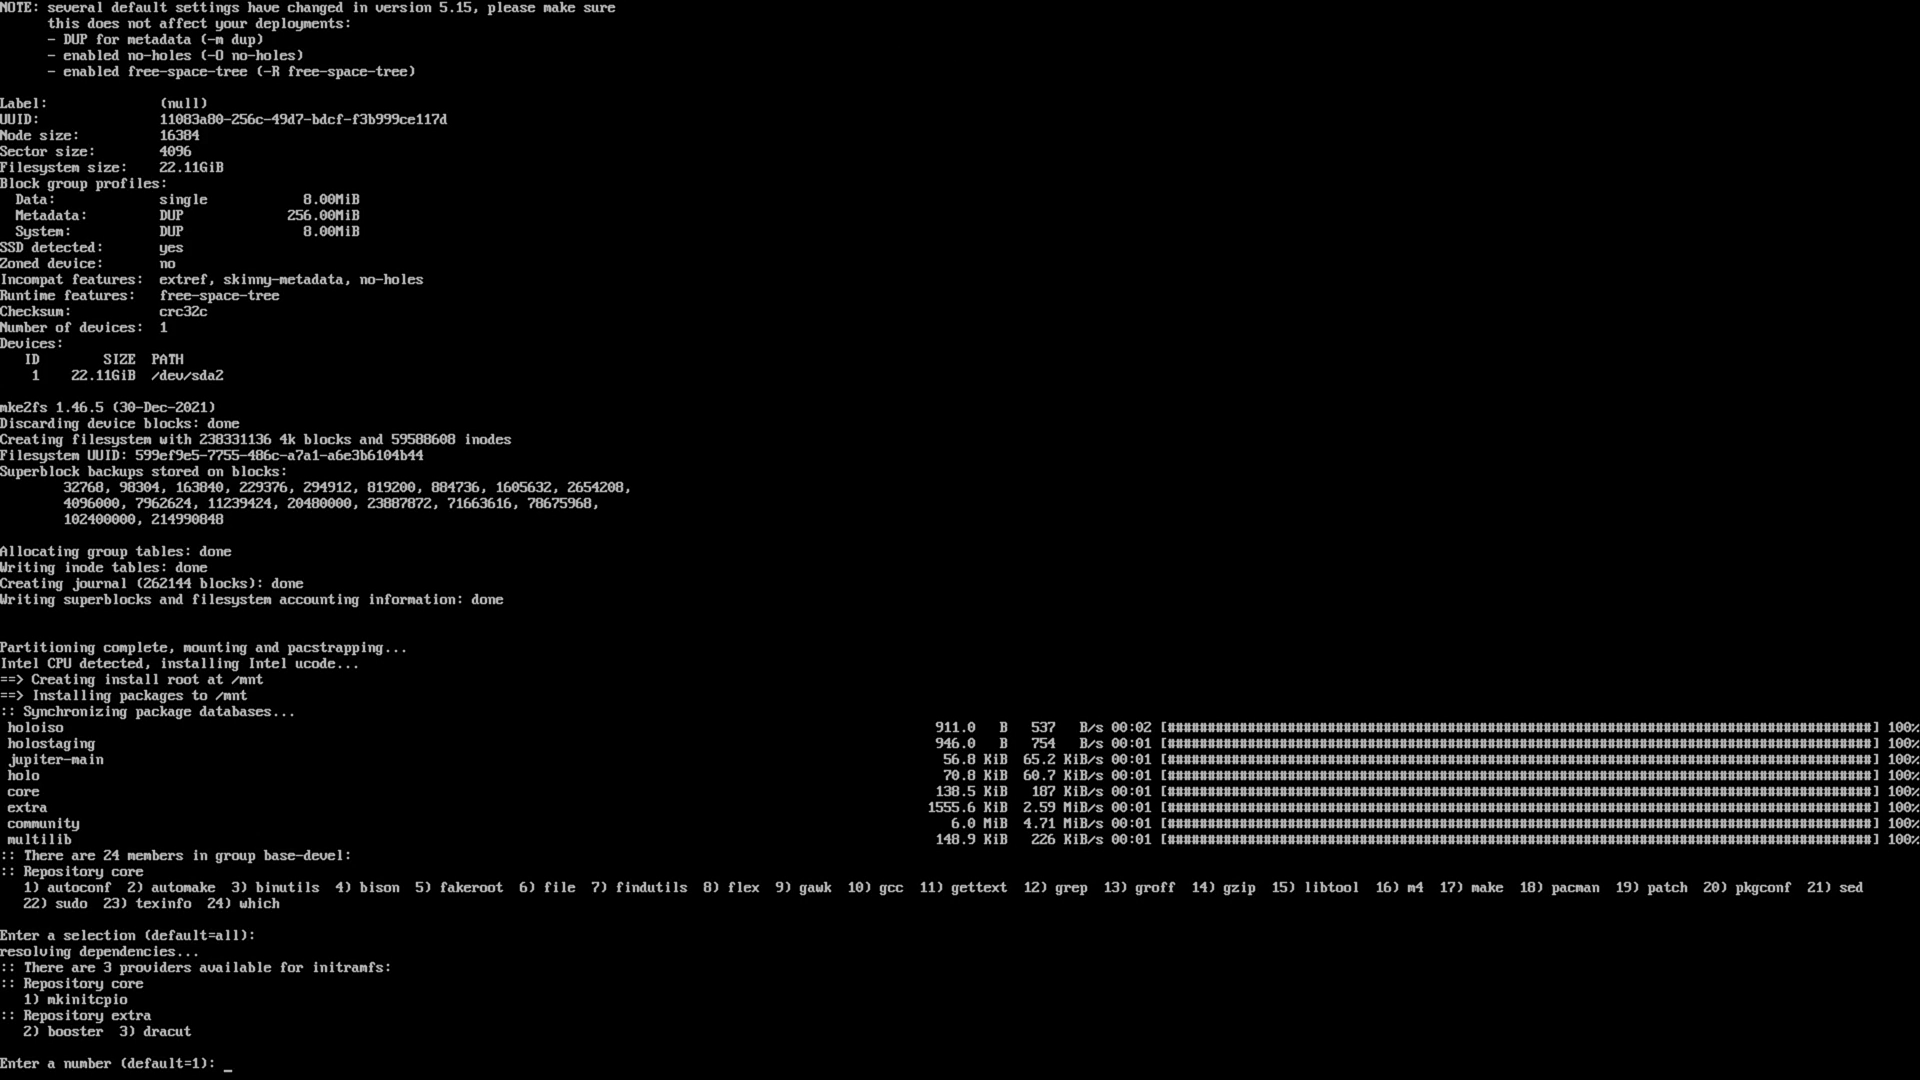 NOTE: several default settings have changed in version 5.15, please make sure
      this does not affect your deployments:
      - DUP for metadata (-m dup)
      - enabled no-holes (-O no-holes)
      - enabled free-space-tree (-R free-space-tree)

Label:              (null)
UUID:               11083a80-256c-49d7-bdcf-f3b999ce117d
Node size:          16384
Sector size:        4096
Filesystem size:    22.11GiB
Block group profiles:
  Data:             single            8.00MiB
  Metadata:         DUP             256.00MiB
  System:           DUP               8.00MiB
SSD detected:       yes
Zoned device:       no
Incompat features:  extref, skinny-metadata, no-holes
Runtime features:   free-space-tree
Checksum:           crc32c
Number of devices:  1
Devices:
   ID        SIZE  PATH
    1    22.11GiB  /dev/sda2

mke2fs 1.46.5 (30-Dec-2021)
Discarding device blocks: done
Creating filesystem with 238331136 4k blocks and 59588608 inodes
Filesystem UUID: 599ef9e5-7755-486c-a7a1-a6e3b6104b44
Superblock backups stored on blocks:
        32768, 98304, 163840, 229376, 294912, 819200, 884736, 1605632, 2654208,
        4096000, 7962624, 11239424, 20480000, 23887872, 71663616, 78675968,
        102400000, 214990848

Allocating group tables: done
Writing inode tables: done
Creating journal (262144 blocks): done
Writing superblocks and filesystem accounting information: done

Partitioning complete, mounting and pacstrapping...
Intel CPU detected, installing Intel ucode...
==> Creating install root at /mnt
==> Installing packages to /mnt
:: Synchronizing package databases...
 holoiso 911.0   B   537   B/s 00:02 [########################################################################################] 100%
 holostaging 946.0   B   754   B/s 00:01 [########################################################################################] 100%
 jupiter-main 56.8 KiB  65.2 KiB/s 00:01 [########################################################################################] 100%
 holo 70.8 KiB  60.7 KiB/s 00:01 [########################################################################################] 100%
 core 138.5 KiB   187 KiB/s 00:01 [########################################################################################] 100%
 extra 1555.6 KiB  2.59 MiB/s 00:01 [########################################################################################] 100%
 community 6.0 MiB  4.71 MiB/s 00:01 [########################################################################################] 100%
 multilib 148.9 KiB   226 KiB/s 00:01 [########################################################################################] 100%
:: There are 24 members in group base-devel:
:: Repository core
   1) autoconf  2) automake  3) binutils  4) bison  5) fakeroot  6) file  7) findutils  8) flex  9) gawk  10) gcc  11) gettext  12) grep  13) groff  14) gzip  15) libtool  16) m4  17) make  18) pacman  19) patch  20) pkgconf  21) sed
   22) sudo  23) texinfo  24) which

Enter a selection (default=all):
resolving dependencies...
:: There are 3 providers available for initramfs:
:: Repository core
   1) mkinitcpio
:: Repository extra
   2) booster  3) dracut

Enter a number (default=1): _